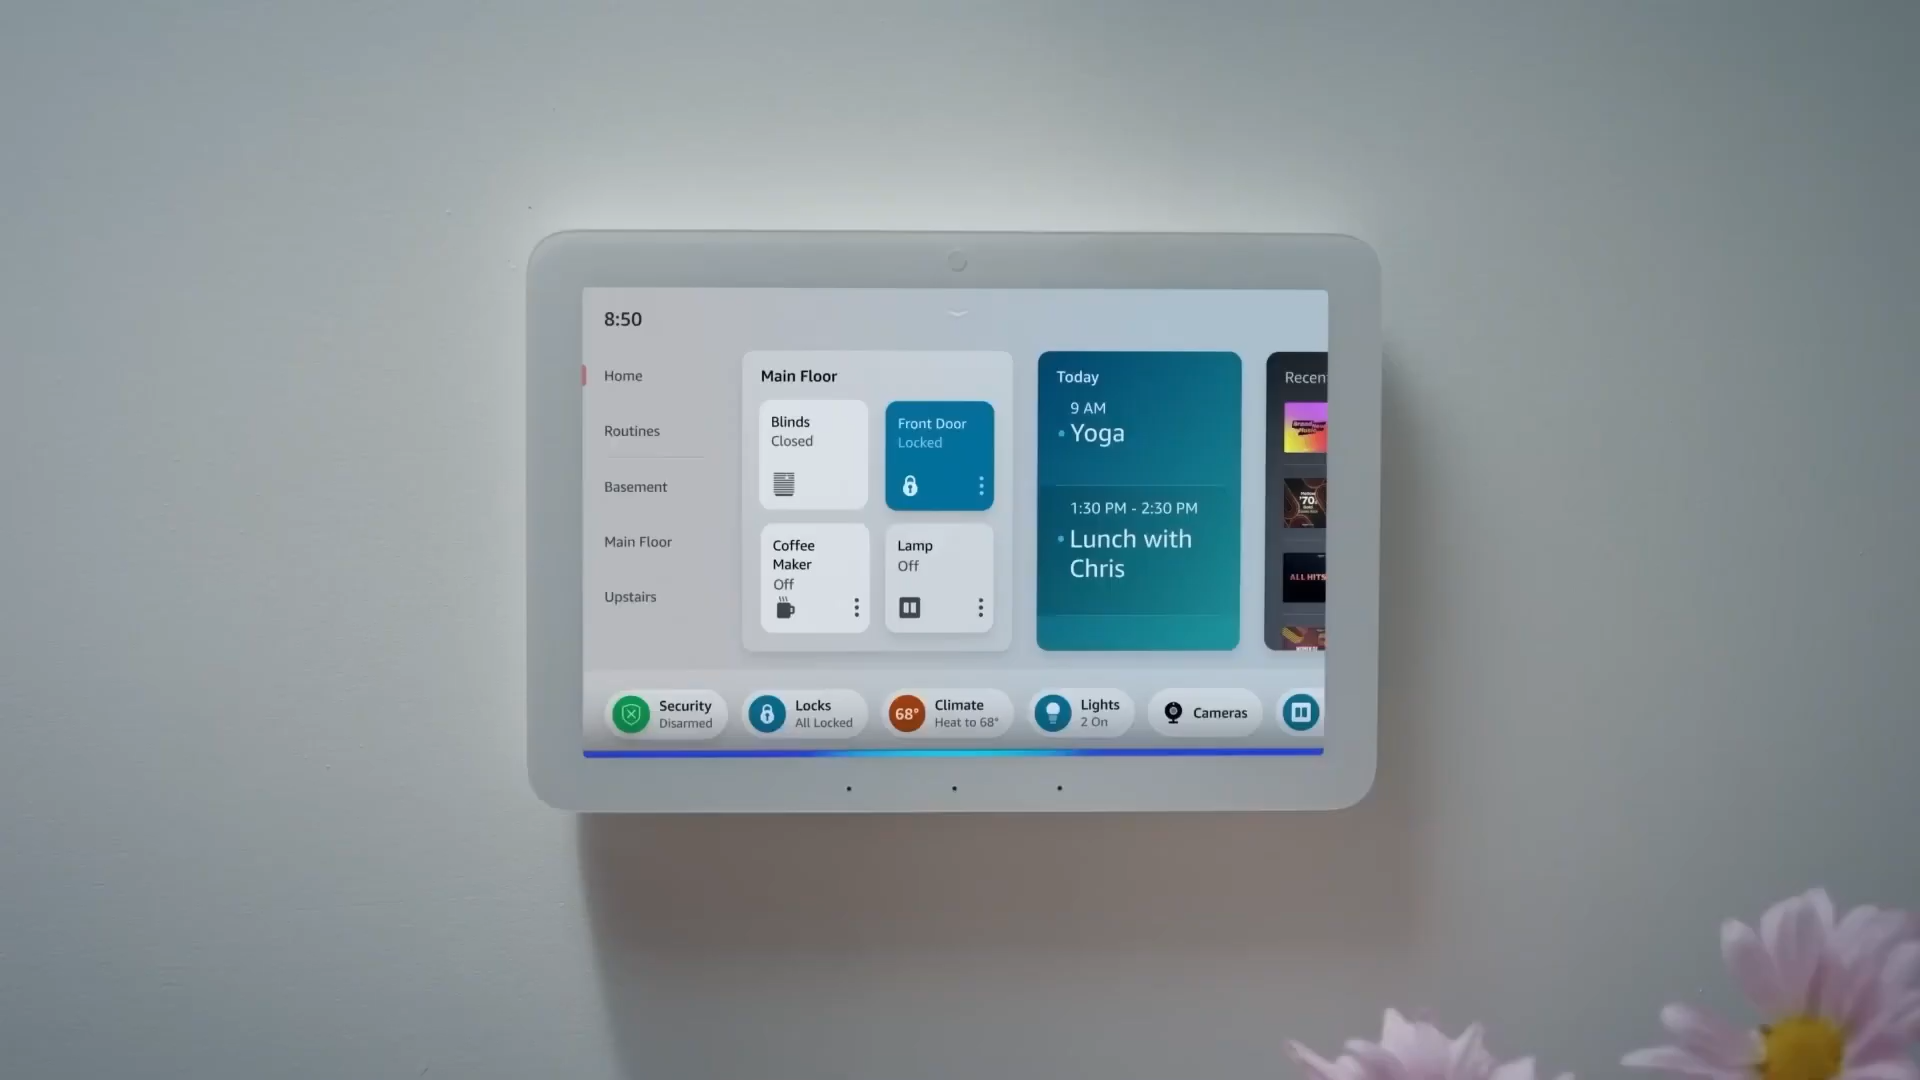 8:50
Home
Routines
Basement
Main Floor
Upstairs
Main Floor
Blinds
Closed
Front Door
Locked
Coffee
Maker
Off
Lamp
Off
Today
9 AM
Yoga
1:30 PM - 2:30 PM
Lunch with
Chris
Recen
'70
ALL HITS
Security
Disarmed
Locks
All Locked
68°
Climate
Heat to 68°
Lights
2 On
Cameras